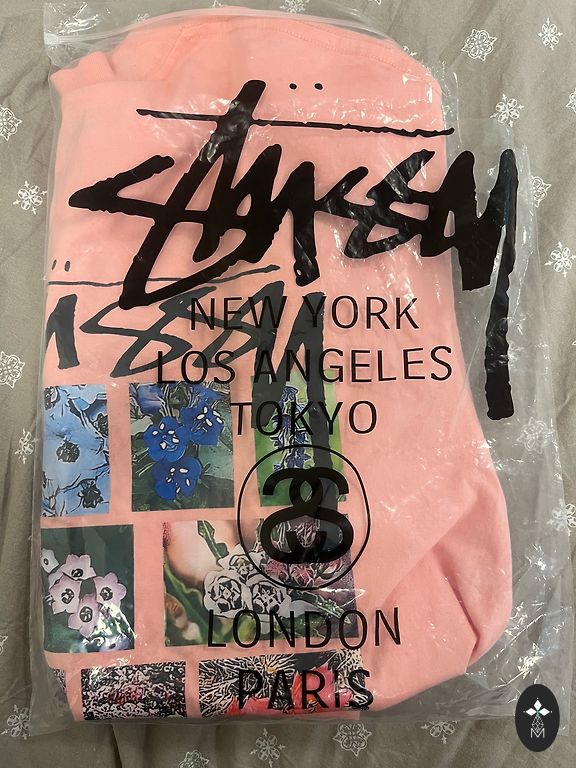 Stüssy
NEW YORK
LOS ANGELES
TOKYO
LONDON
PARIS
M